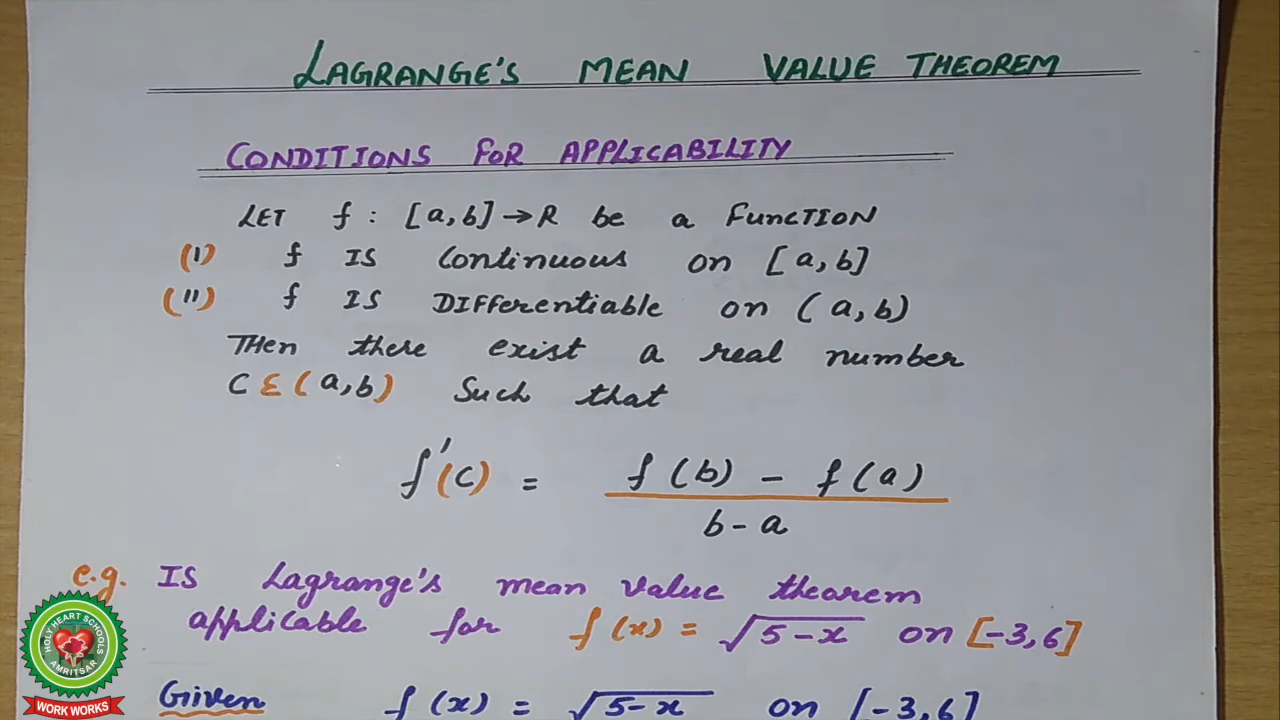 LAGRANGE'S MEAN VALUE THEOREM
CONDITIONS FOR APPLICABILITY
LET f : [a,b] → R be a FUNCTION
(I) f IS Continuous on [a,b]
(II) f IS DIFFerentiable on (a,b)
THen there exist a real number
C ε (a,b) Such that
f'(c) = f(b) - f(a)
b-a
e.g. IS Lagrange's mean value theorem
applicable for f(x) = √5-x on [-3,6]
Given f(x) = √5-x on [-3,6]
HOLY HEART SCHOOLS
AMRITSAR
WORK WORKS